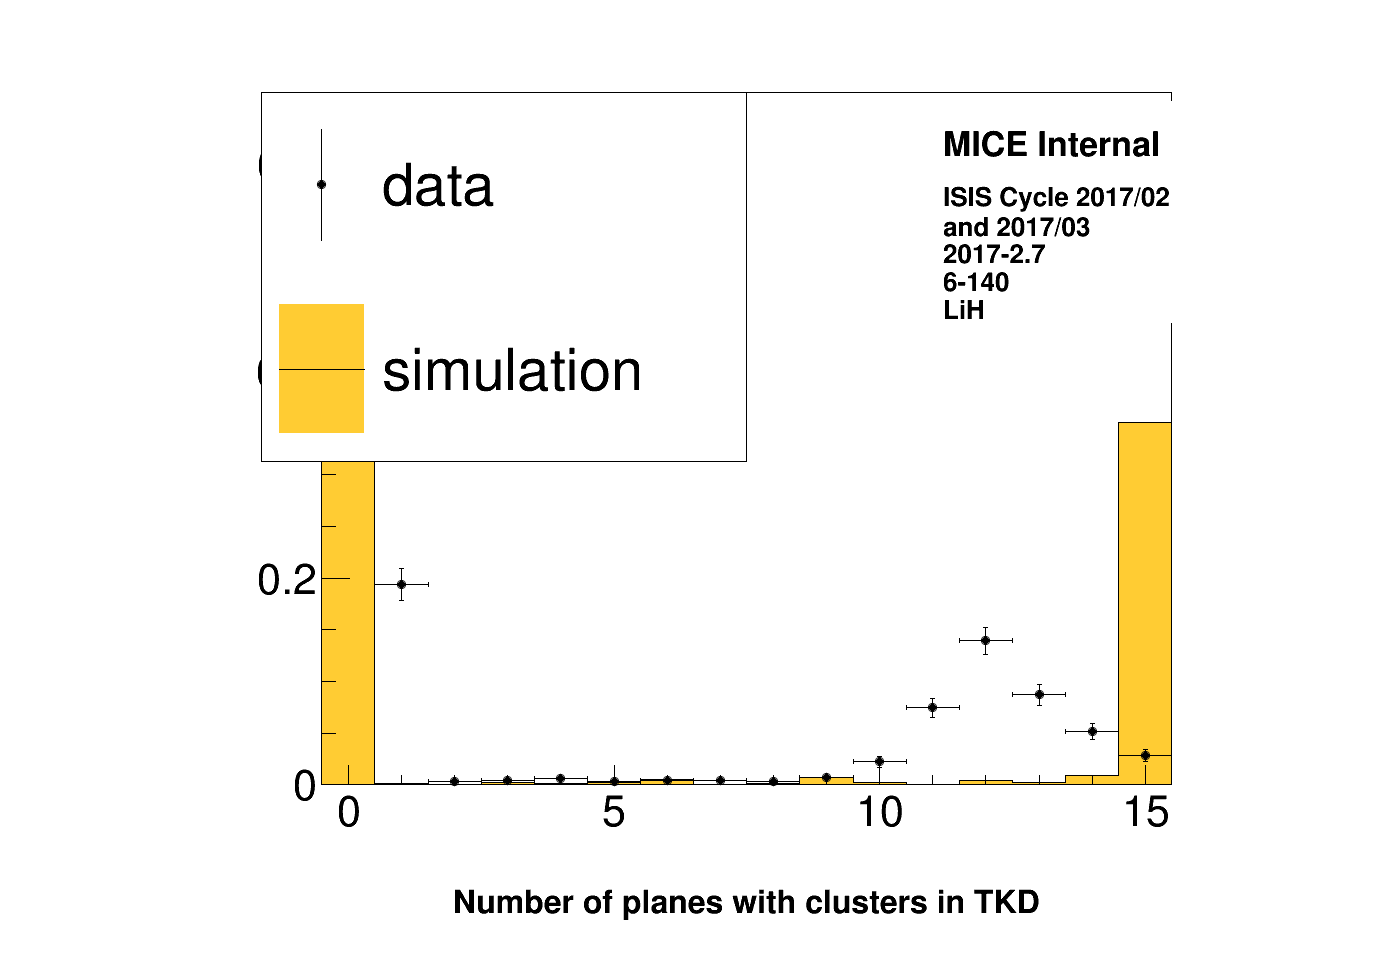 data
simulation
MICE Internal
ISIS Cycle 2017/02
and 2017/03
2017-2.7
6-140
LiH
0.2
0
0 5 10 15
Number of planes with clusters in TKD